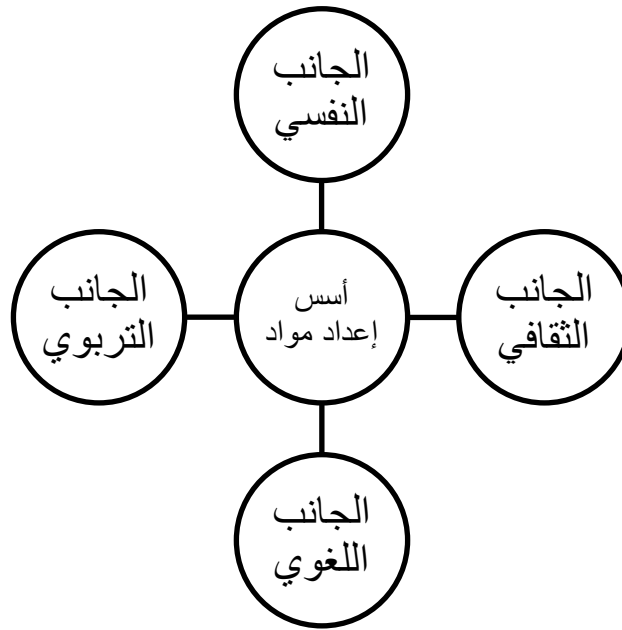 الجانب
النفسي
الجانب
الثقافي
أسس
إعداد مواد
الجانب
التربوي
الجانب
اللغوي